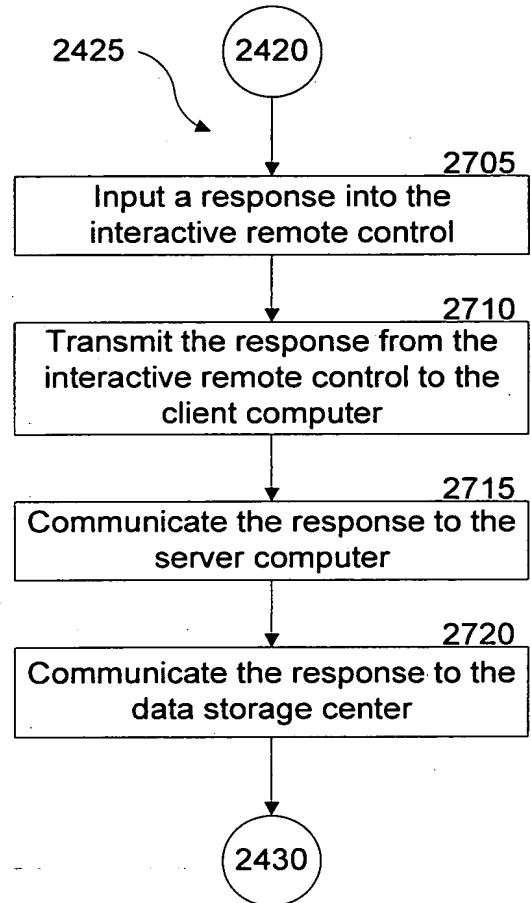 2425
2420
2705
Input a response into the
interactive remote control
2710
Transmit the response from the
interactive remote control to the
client computer
2715
Communicate the response to the
server computer
2720
Communicate the response to the
data storage center
2430